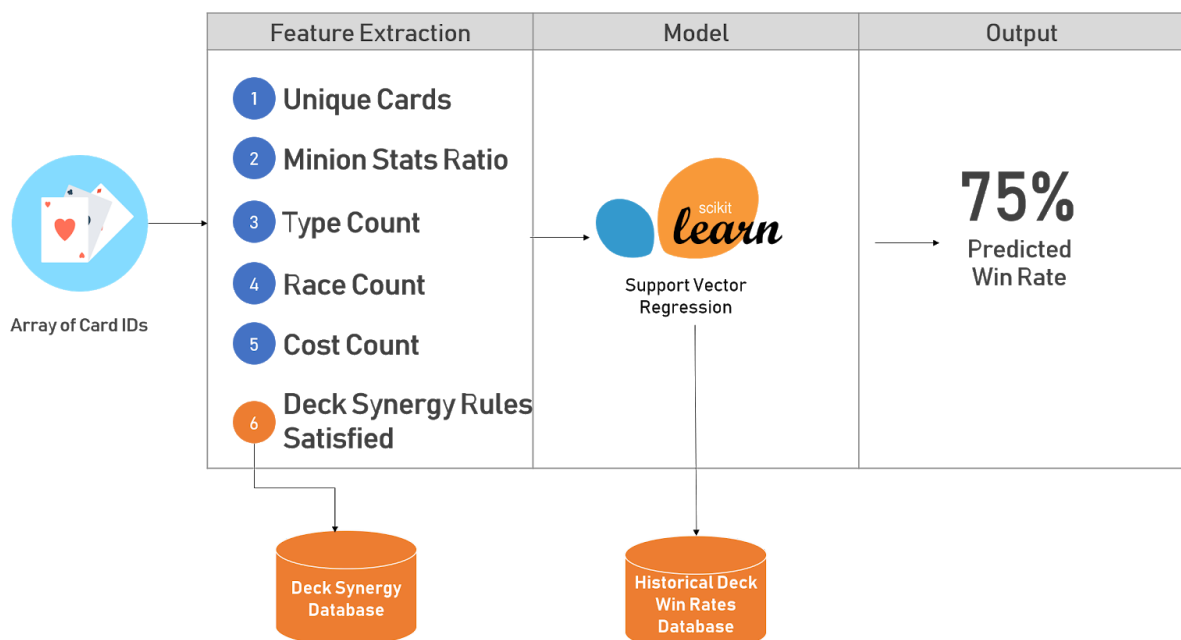 Feature Extraction
Model
Output
1
Unique Cards
2
Minion Stats Ratio
3
Type Count
4
Race Count
5
Cost Count
6
Deck Synergy Rules
Satisfied
Array of Card IDs
scikit
learn
Support Vector
Regression
75%
Predicted
Win Rate
Deck Synergy
Database
Historical Deck
Win Rates
Database